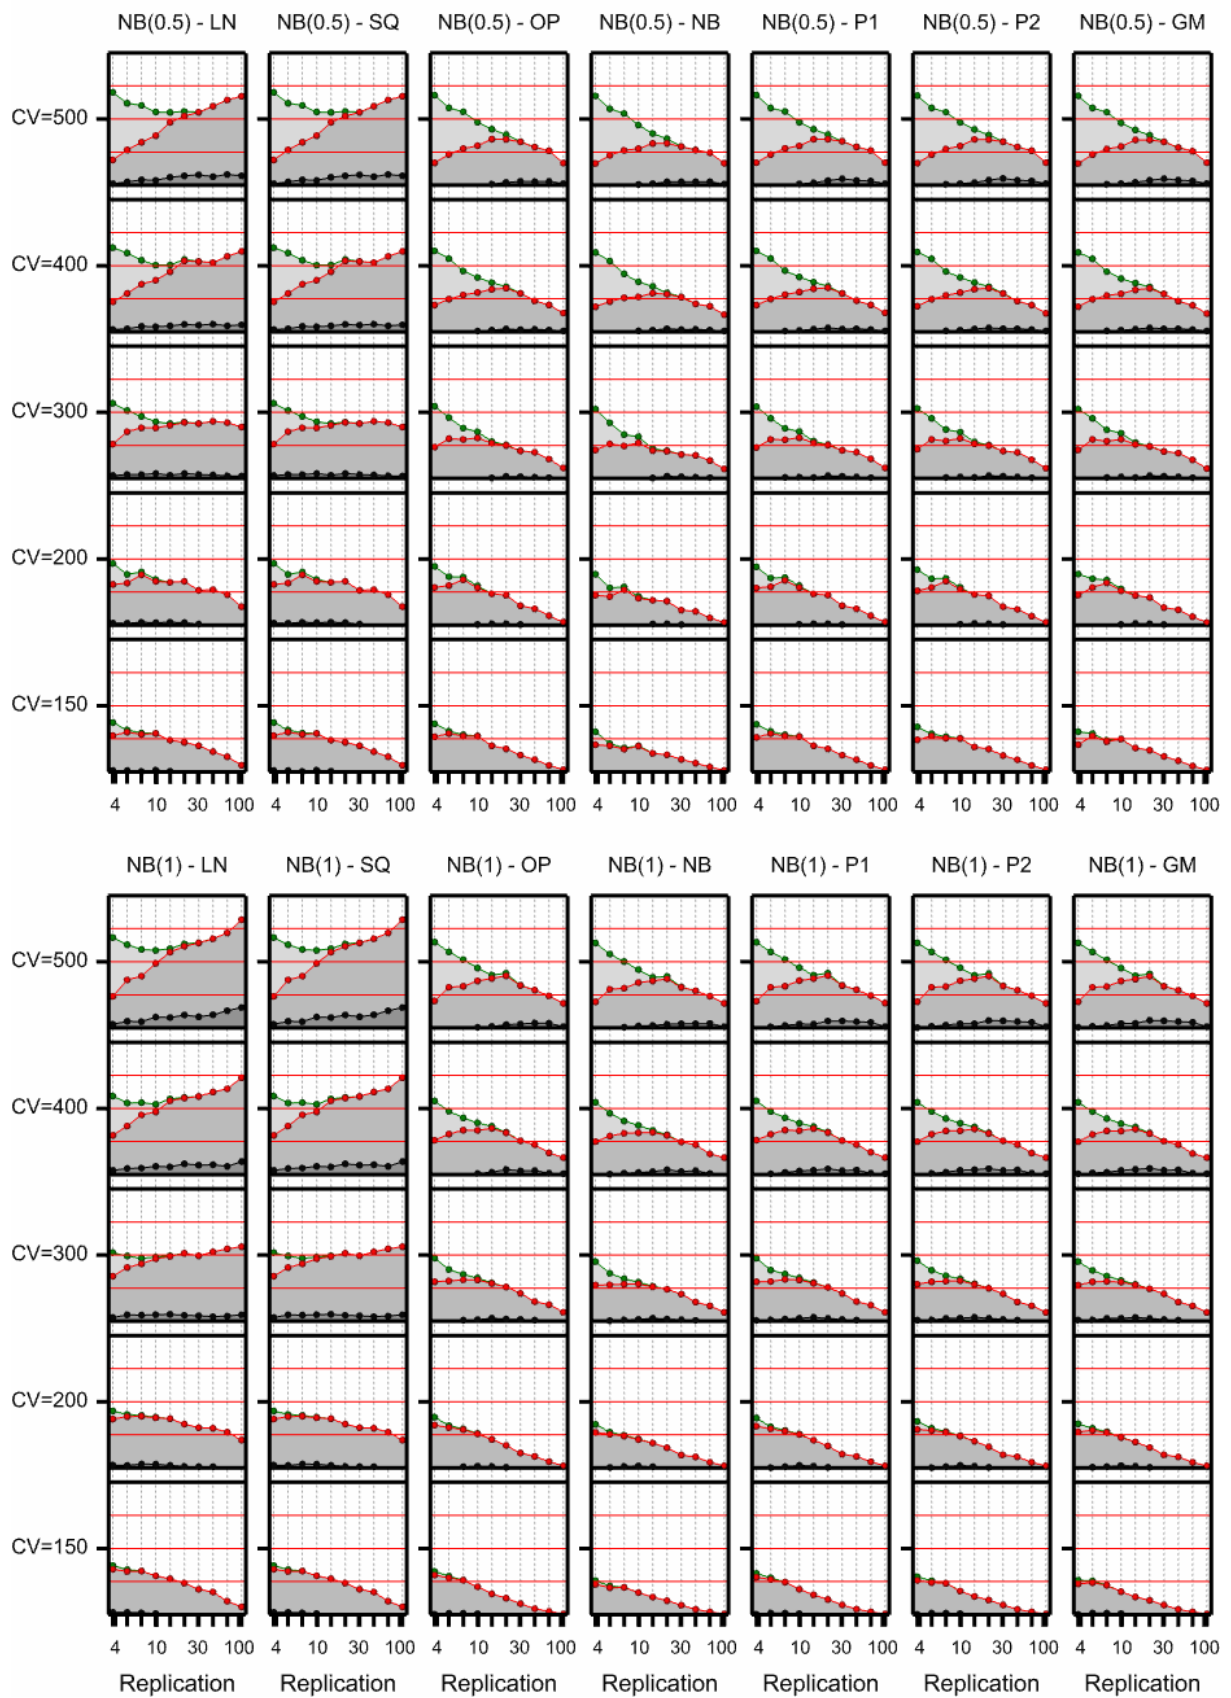 NB(0.5) - LN NB(0.5) - SQ NB(0.5) - OP NB(0.5) - NB NB(0.5) - P1 NB(0.5) - P2 NB(0.5) - GM
CV=500
CV=400
CV=300
CV=200
CV=150
4 10 30 100 4 10 30 100 4 10 30 100 4 10 30 100 4 10 30 100 4 10 30 100 4 10 30 100
NB(1) - LN NB(1) - SQ NB(1) - OP NB(1) - NB NB(1) - P1 NB(1) - P2 NB(1) - GM
CV=500
CV=400
CV=300
CV=200
CV=150
4 10 30 100 4 10 30 100 4 10 30 100 4 10 30 100 4 10 30 100 4 10 30 100 4 10 30 100
Replication Replication Replication Replication Replication Replication Replication